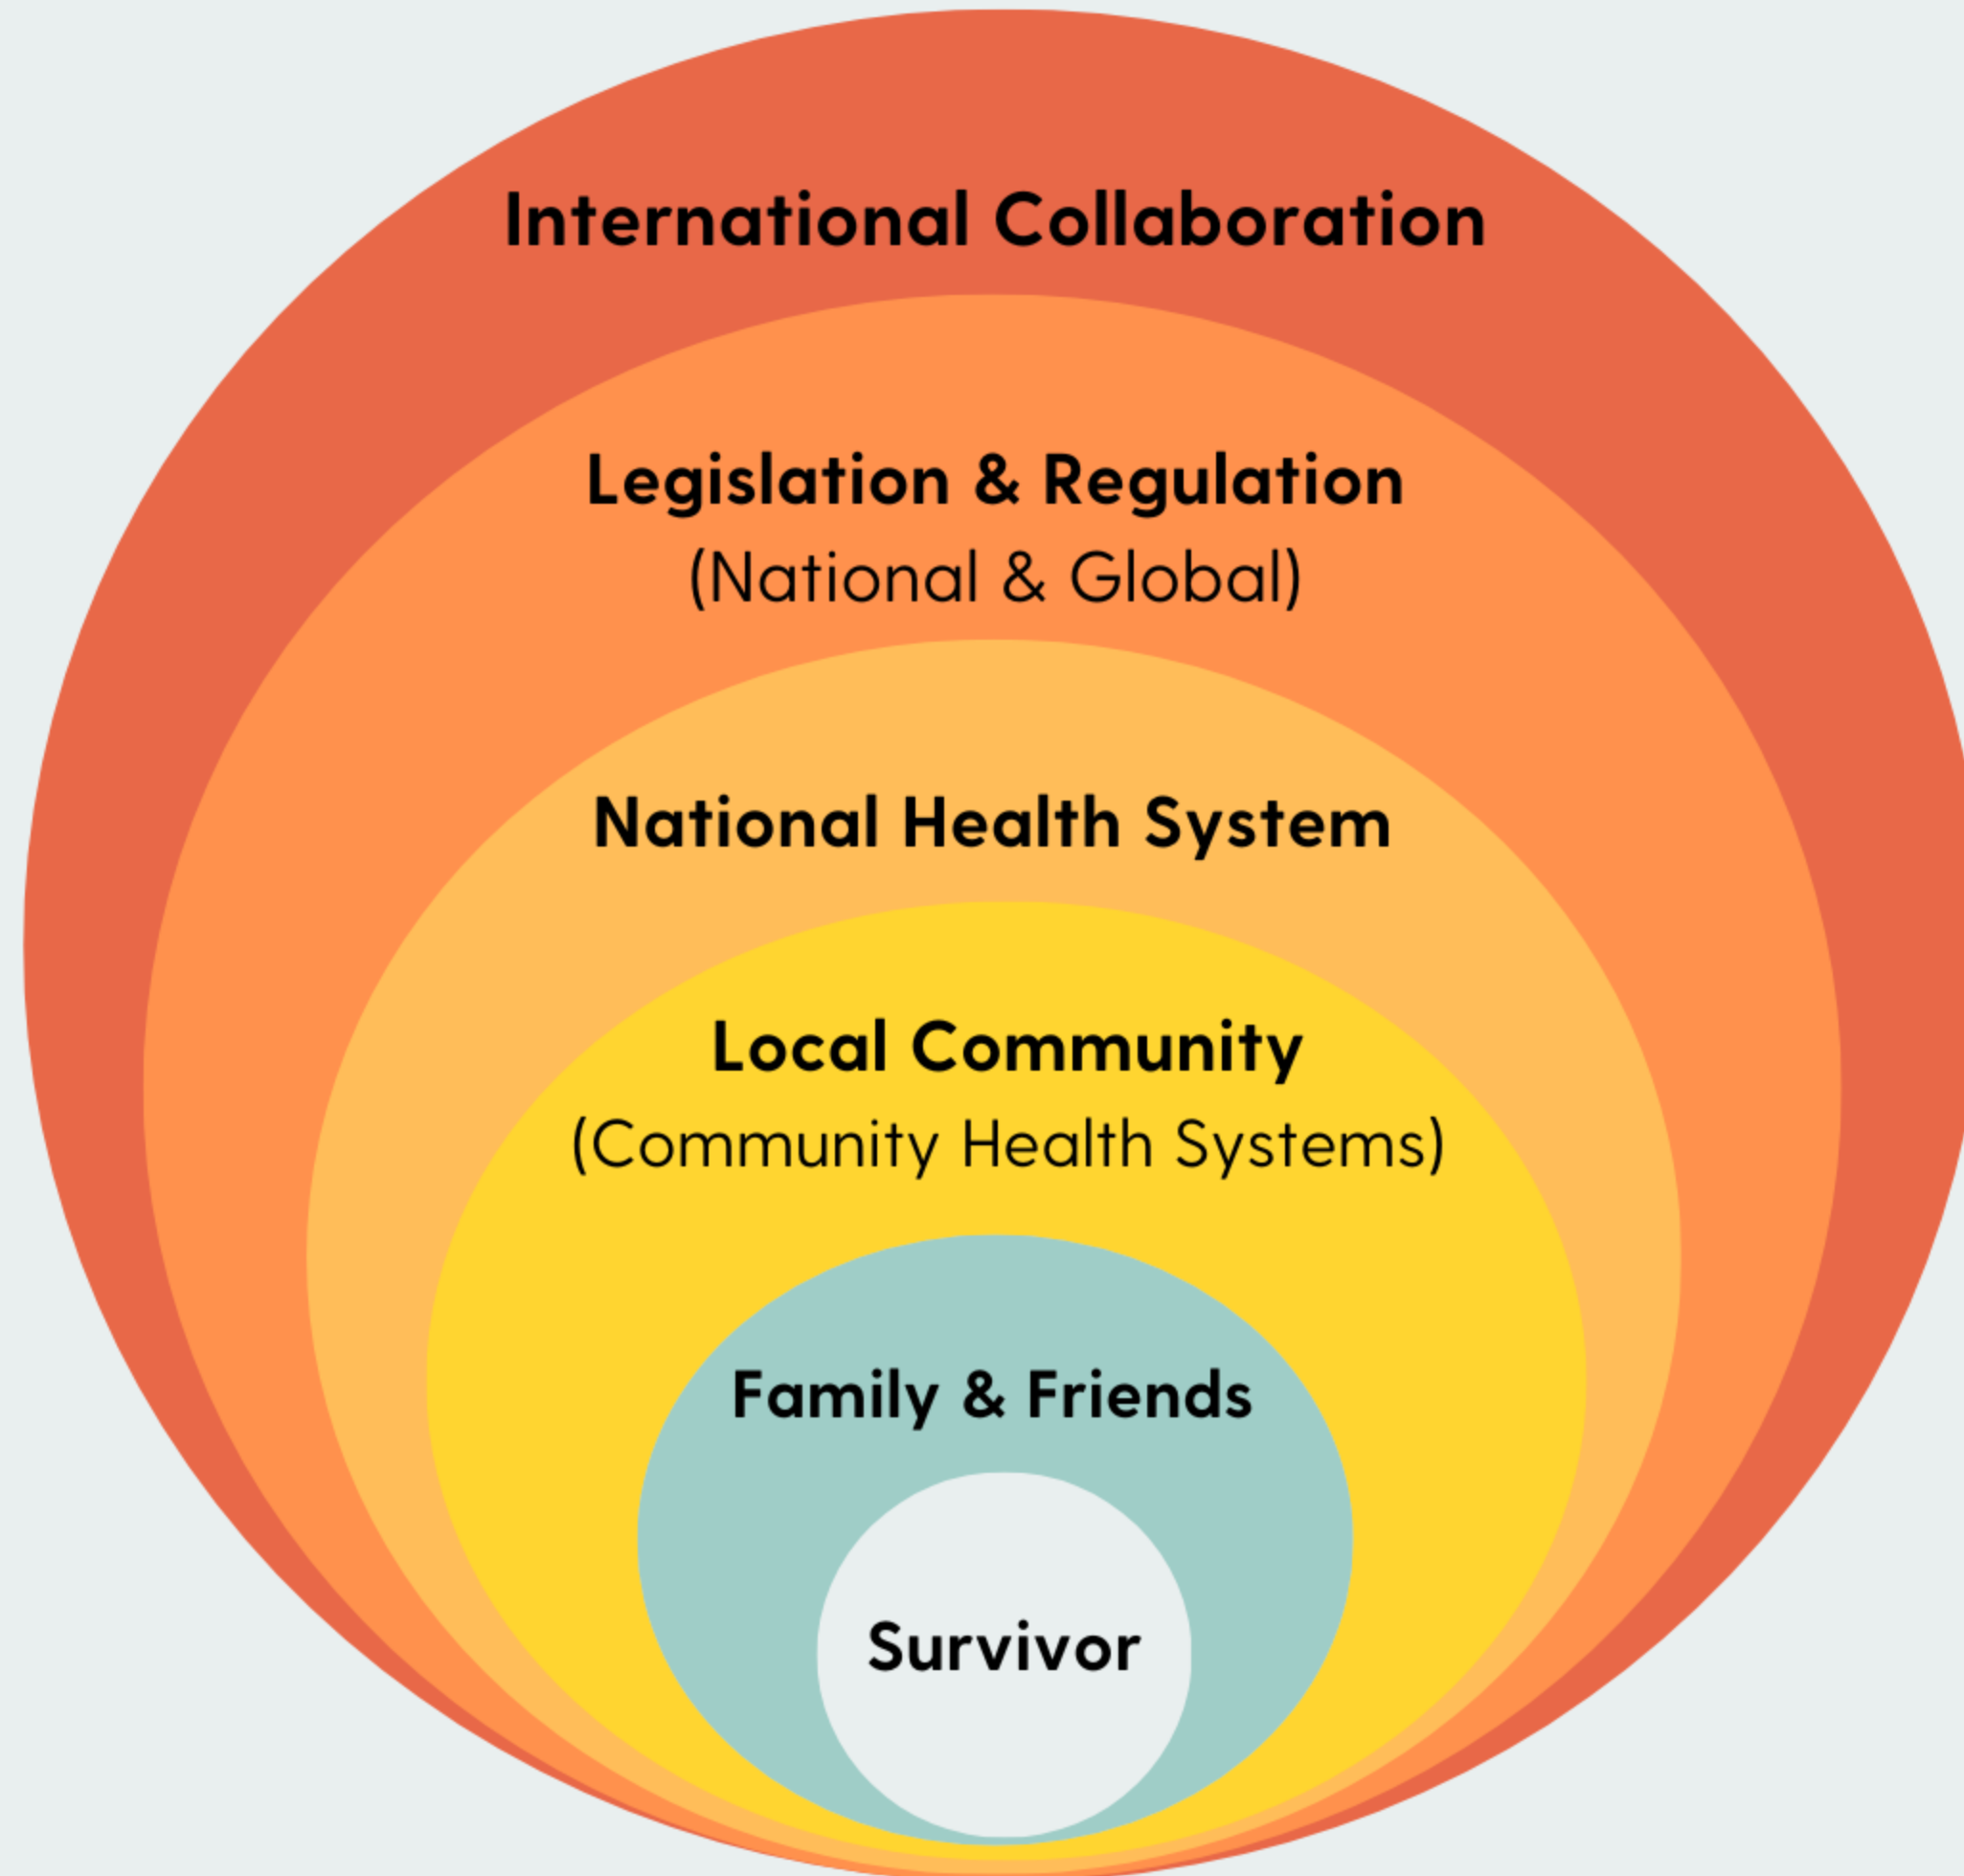 International Collaboration
Legislation & Regulation
(National & Global)
National Health System
Local Community
(Community Health Systems)
Family & Friends
Survivor